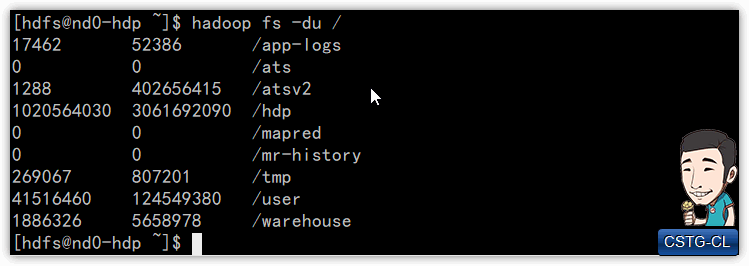 [hdfs@nd0-hdp ~]$ hadoop fs -du /
17462 52386 /app-logs
0 0 /ats
1288 402656415 /atsv2
1020564030 3061692090 /hdp
0 0 /mapred
0 0 /mr-history
269067 807201 /tmp
41516460 124549380 /user
1886326 5658978 /warehouse
[hdfs@nd0-hdp ~]$
CSTG-CL